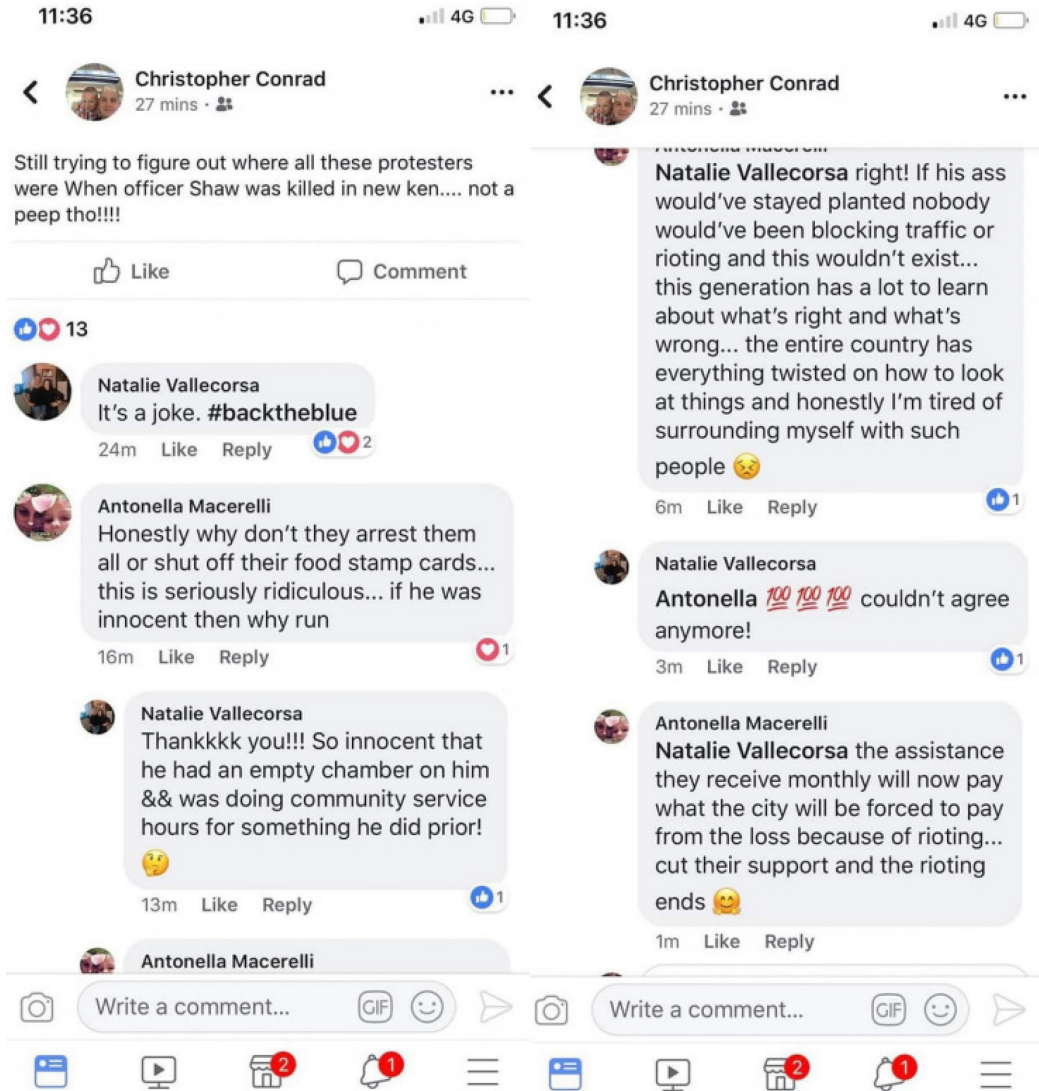 11:36
4G
Christopher Conrad
27 mins ·
Still trying to figure out where all these protesters
were When officer Shaw was killed in new ken.... not a
peep tho!!!!
Like
Comment
13
Natalie Vallecorsa
It's a joke. #backtheblue
24m Like Reply
2
Antonella Macerelli
Honestly why don't they arrest them
all or shut off their food stamp cards...
this is seriously ridiculous... if he was
innocent then why run
16m Like Reply
1
Natalie Vallecorsa
Thankkkk you!!! So innocent that
he had an empty chamber on him
&& was doing community service
hours for something he did prior!
🤔
13m Like Reply
1
Antonella Macerelli
Write a comment...
GIF
2
1
11:36
4G
Christopher Conrad
27 mins ·
Antonella Macerelli
Natalie Vallecorsa right! If his ass
would've stayed planted nobody
would've been blocking traffic or
rioting and this wouldn't exist...
this generation has a lot to learn
about what's right and what's
wrong... the entire country has
everything twisted on how to look
at things and honestly I'm tired of
surrounding myself with such
people 😣
6m Like Reply
1
Natalie Vallecorsa
Antonella 💯 💯 💯 couldn't agree
anymore!
3m Like Reply
1
Antonella Macerelli
Natalie Vallecorsa the assistance
they receive monthly will now pay
what the city will be forced to pay
from the loss because of rioting...
cut their support and the rioting
ends 🤗
1m Like Reply
Write a comment...
GIF
2
1